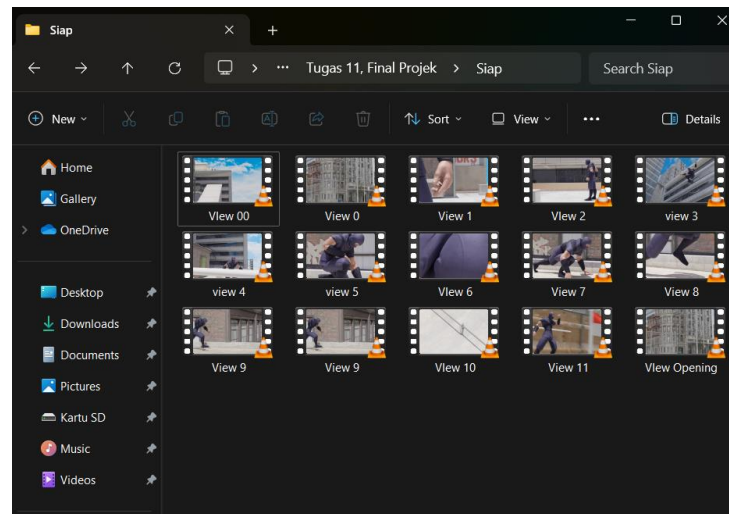 Siap
Tugas 11, Final Projek
Siap
Search Siap
New
Sort
View
Details
Home
Gallery
OneDrive
Desktop
Downloads
Documents
Pictures
Kartu SD
Music
Videos
VIew 00
View 0
View 1
VIew 2
view 3
view 4
view 5
VIew 6
View 7
View 8
View 9
View 9
VIew 10
View 11
VIew Opening